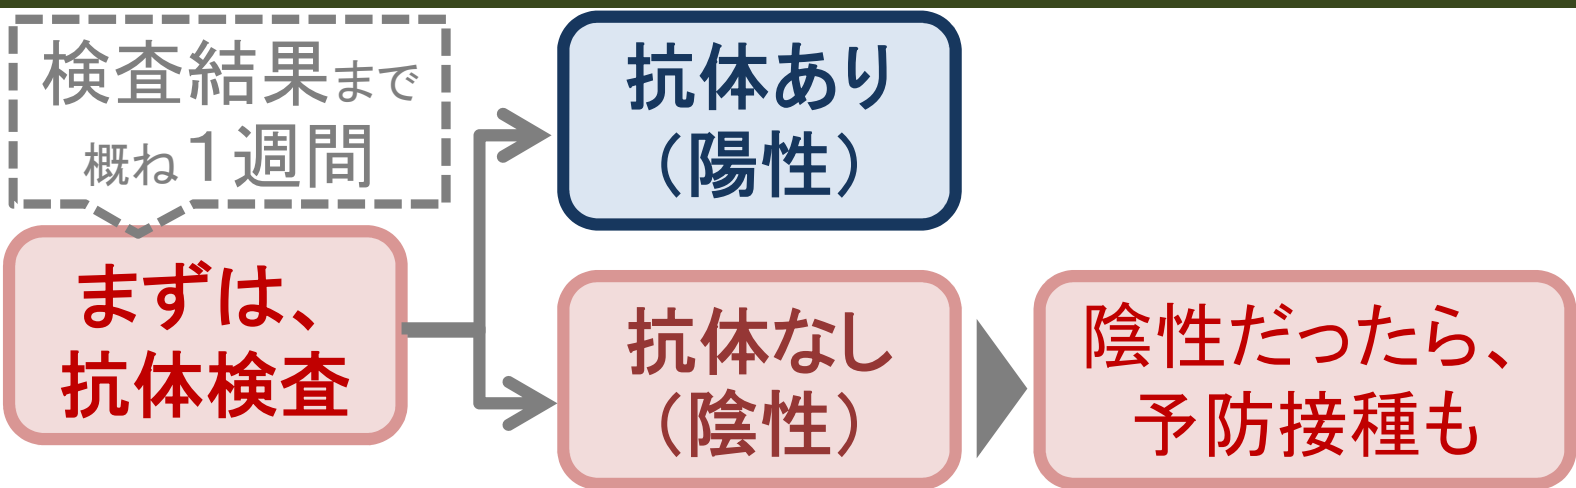 検査結果まで
概ね1週間
まずは、
抗体検査
抗体あり
（陽性）
抗体なし
（陰性）
陰性だったら、
予防接種も